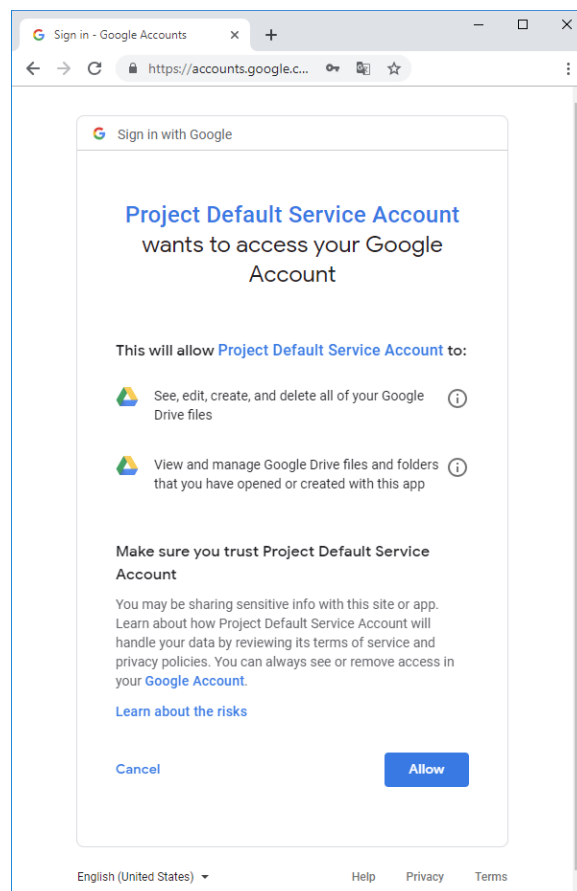 Sign in - Google Accounts
https://accounts.google.c...
Sign in with Google
Project Default Service Account
wants to access your Google
Account
This will allow Project Default Service Account to:
See, edit, create, and delete all of your Google
Drive files
View and manage Google Drive files and folders
that you have opened or created with this app
Make sure you trust Project Default Service
Account
You may be sharing sensitive info with this site or app.
Learn about how Project Default Service Account will
handle your data by reviewing its terms of service and
privacy policies. You can always see or remove access in
your Google Account.
Learn about the risks
Cancel Allow
English (United States) Help Privacy Terms